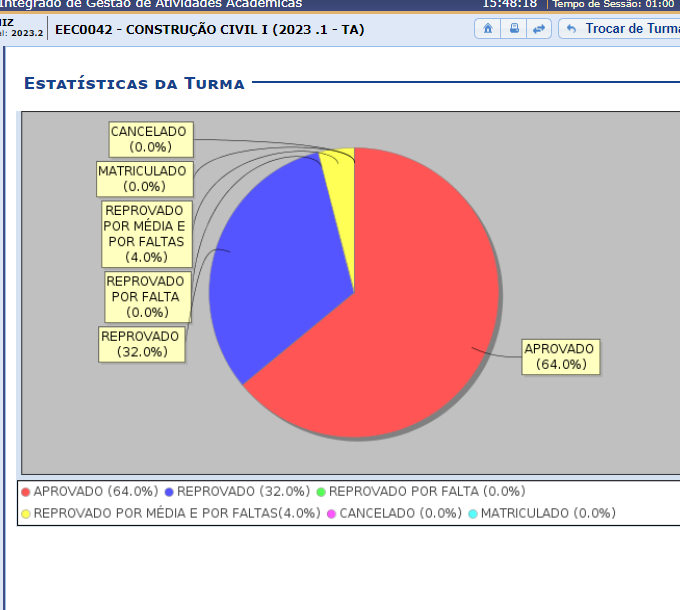 Integrado de Gestão de Atividades Acadêmicas 15:48:18 | Tempo de Sessão: 01:00
IZ
l: 2023.2
EEC0042 - CONSTRUÇÃO CIVIL I (2023 .1 - TA)
Trocar de Turma
ESTATÍSTICAS DA TURMA
CANCELADO
(0.0%)
MATRICULADO
(0.0%)
REPROVADO
POR MÉDIA E
POR FALTAS
(4.0%)
REPROVADO
POR FALTA
(0.0%)
REPROVADO
(32.0%)
APROVADO
(64.0%)
APROVADO (64.0%) REPROVADO (32.0%) REPROVADO POR FALTA (0.0%)
REPROVADO POR MÉDIA E POR FALTAS(4.0%) CANCELADO (0.0%) MATRICULADO (0.0%)